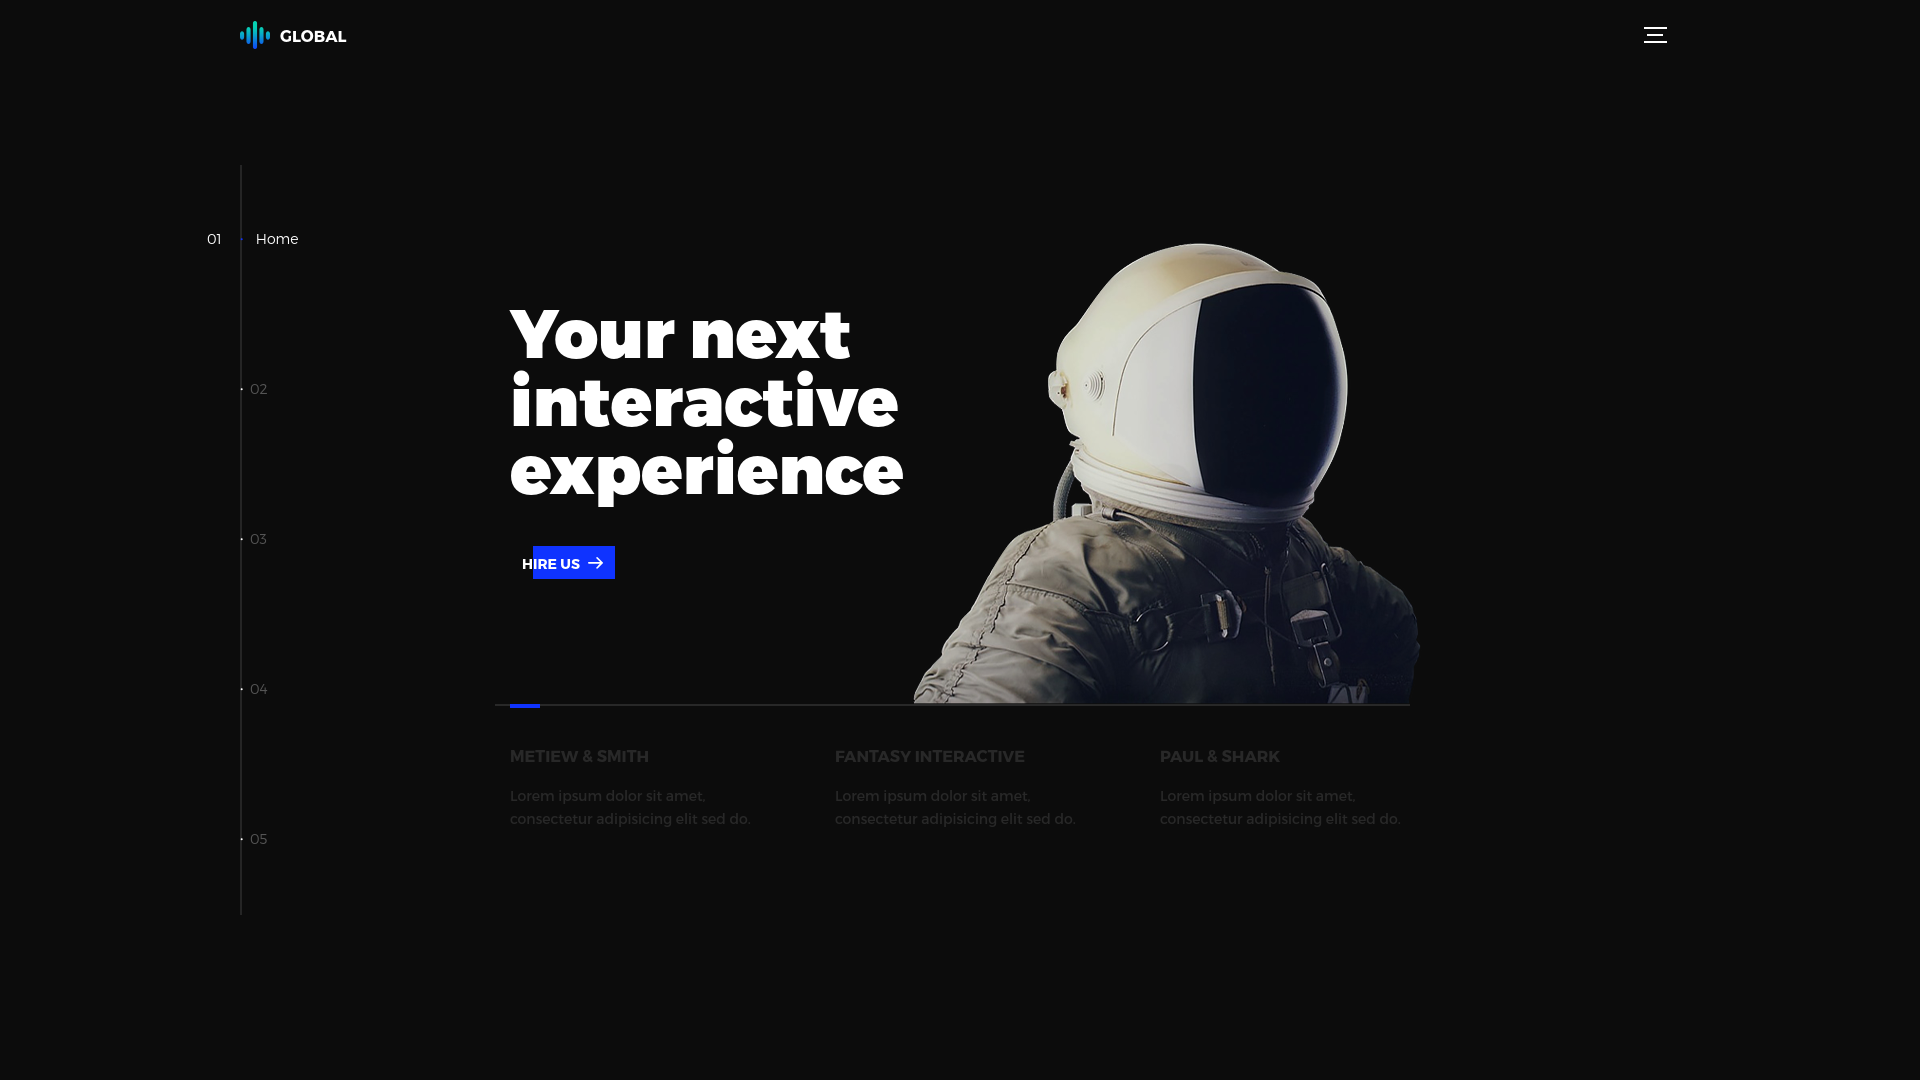 GLOBAL
01 Home
Your next
interactive
experience
02
03
HIRE US
04
METIEW & SMITH
Lorem ipsum dolor sit amet,
consectetur adipisicing elit sed do.
FANTASY INTERACTIVE
Lorem ipsum dolor sit amet,
consectetur adipisicing elit sed do.
PAUL & SHARK
Lorem ipsum dolor sit amet,
consectetur adipisicing elit sed do.
05